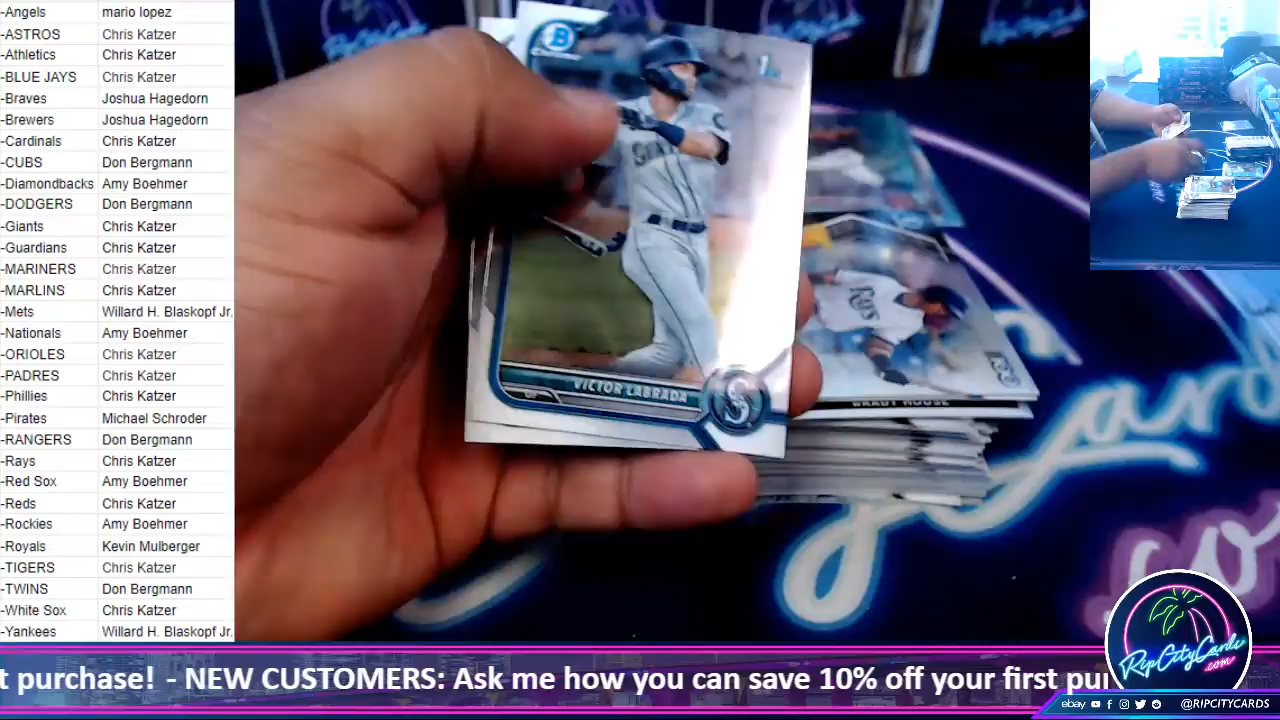 -Angels mario lopez
-ASTROS Chris Katzer
-Athletics Chris Katzer
-BLUE JAYS Chris Katzer
-Braves Joshua Hagedorn
-Brewers Joshua Hagedorn
-Cardinals Chris Katzer
-CUBS Don Bergmann
-Diamondbacks Amy Boehmer
-DODGERS Don Bergmann
-Giants Chris Katzer
-Guardians Chris Katzer
-MARINERS Chris Katzer
-MARLINS Chris Katzer
-Mets Willard H. Blaskopf Jr.
-Nationals Amy Boehmer
-ORIOLES Chris Katzer
-PADRES Chris Katzer
-Phillies Chris Katzer
-Pirates Michael Schroder
-RANGERS Don Bergmann
-Rays Chris Katzer
-Red Sox Amy Boehmer
-Reds Chris Katzer
-Rockies Amy Boehmer
-Royals Kevin Mulberger
-TIGERS Chris Katzer
-TWINS Don Bergmann
-White Sox Chris Katzer
-Yankees Willard H. Blaskopf Jr.
B
1st
VICTOR LABRADA
S
BRADY HOUSE
RipCityCards
.com
t purchase! - NEW CUSTOMERS: Ask me how you can save 10% off your first pu
ebay @RIPCITYCARDS